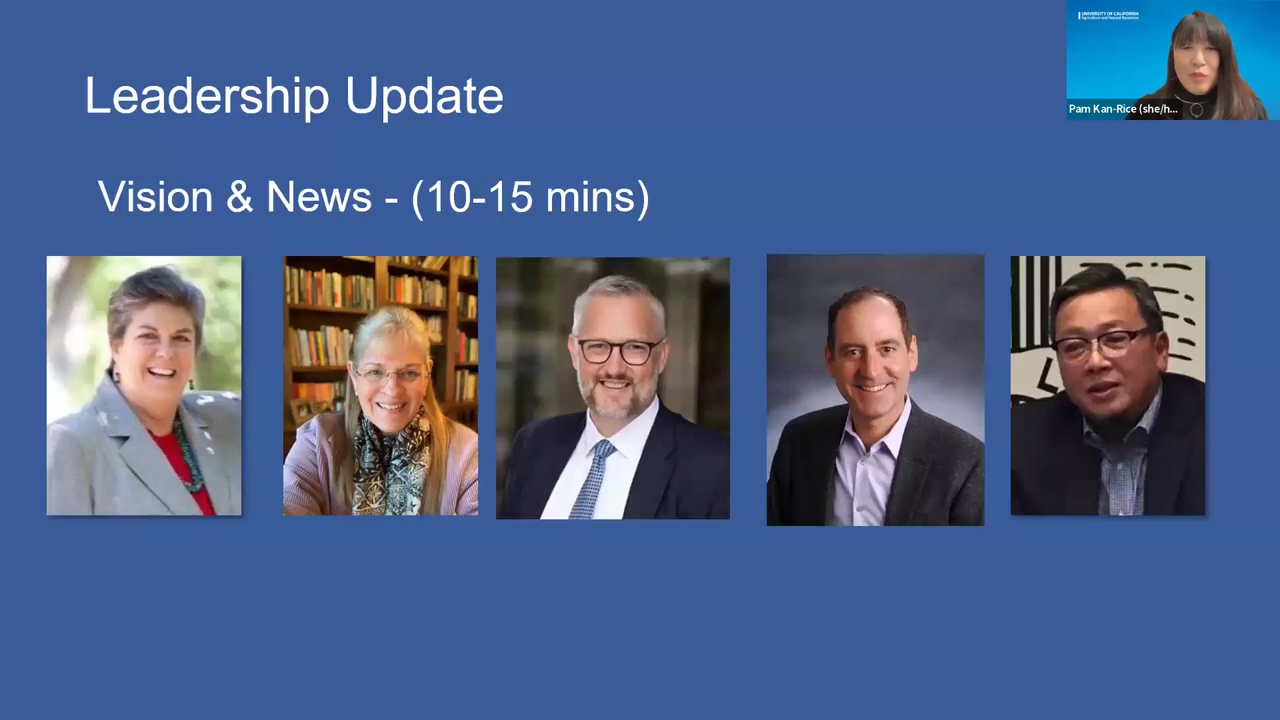 UNIVERSITY OF CALIFORNIA
Agriculture and Natural Resources
Leadership Update
Pam Kan-Rice (she/h...
Vision & News - (10-15 mins)